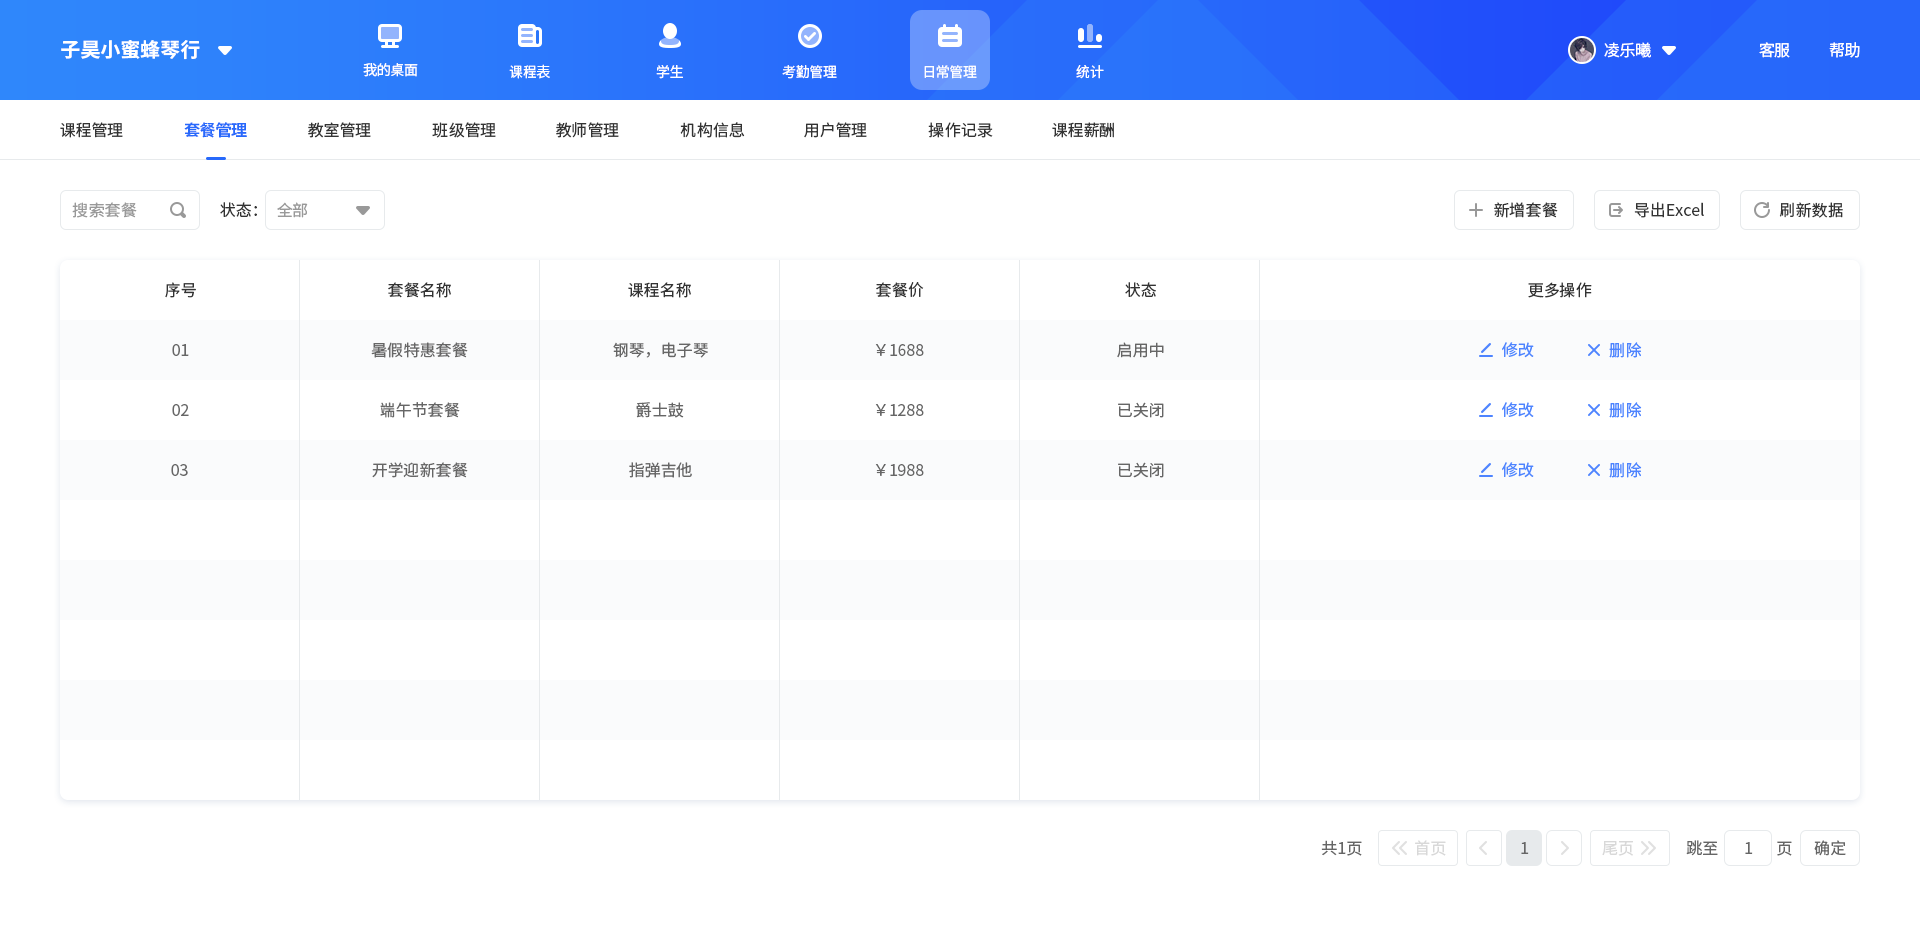 子昊小蜜蜂琴行
我的桌面
课程表
学生
考勤管理
日常管理
统计
凌乐曦
客服
帮助
课程管理
套餐管理
教室管理
班级管理
教师管理
机构信息
用户管理
操作记录
课程薪酬
搜索套餐
状态：
全部
新增套餐
导出Excel
刷新数据
序号 套餐名称 课程名称 套餐价 状态 更多操作
01 暑假特惠套餐 钢琴，电子琴 ￥1688 启用中 修改 删除
02 端午节套餐 爵士鼓 ￥1288 已关闭 修改 删除
03 开学迎新套餐 指弹吉他 ￥1988 已关闭 修改 删除
共1页 首页 1 尾页 跳至 1 页 确定